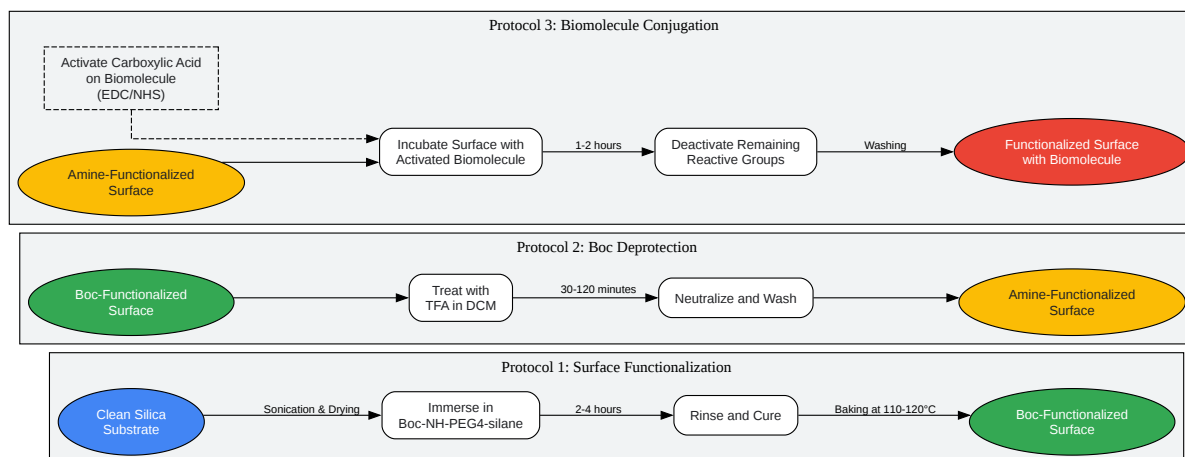 Protocol 3: Biomolecule Conjugation
Activate Carboxylic Acid
on Biomolecule
(EDC/NHS)
Amine-Functionalized
Surface
Incubate Surface with
Activated Biomolecule
1-2 hours
Deactivate Remaining
Reactive Groups
Washing
Functionalized Surface
with Biomolecule
Protocol 2: Boc Deprotection
Boc-Functionalized
Surface
Treat with
TFA in DCM
30-120 minutes
Neutralize and Wash
Amine-Functionalized
Surface
Protocol 1: Surface Functionalization
Clean Silica
Substrate
Sonication & Drying
Immerse in
Boc-NH-PEG4-silane
2-4 hours
Rinse and Cure
Baking at 110-120°C
Boc-Functionalized
Surface